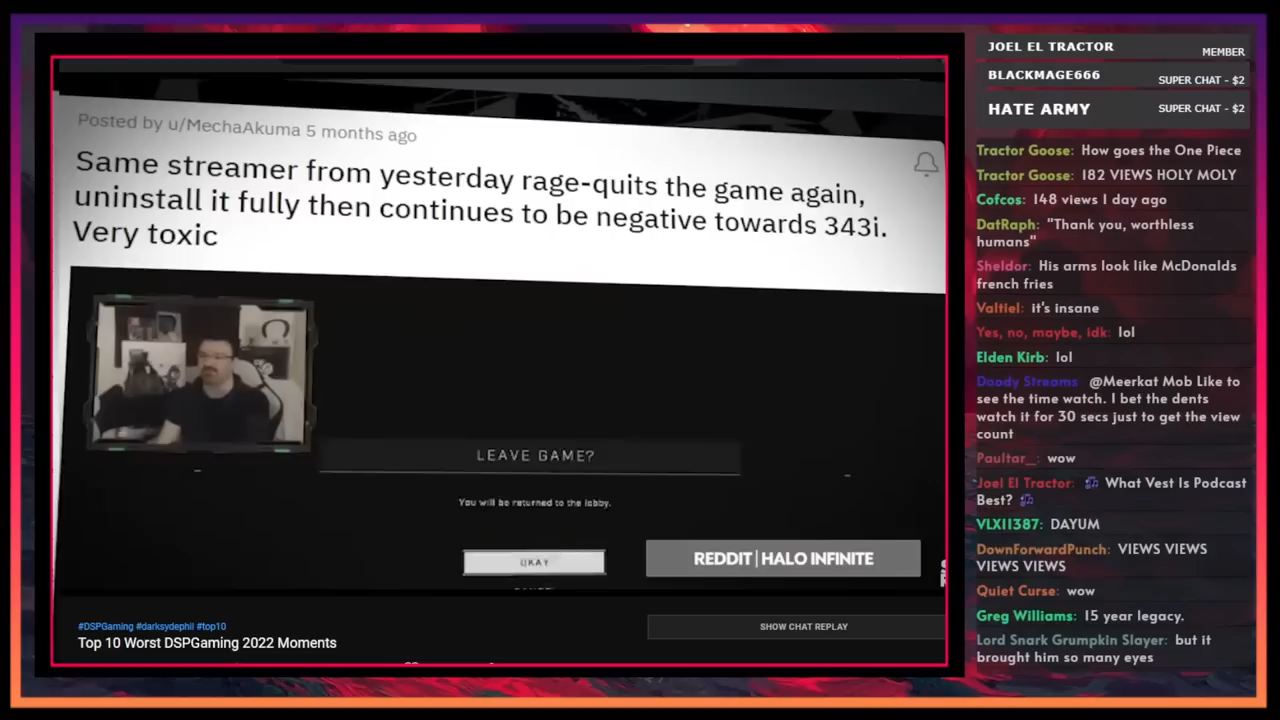 Posted by u/MechaAkuma 5 months ago
Same streamer from yesterday rage-quits the game again,
uninstall it fully then continues to be negative towards 343i.
Very toxic
LEAVE GAME?
You will be returned to the lobby.
OKAY
REDDIT | HALO INFINITE
#DSPGaming #darksydephil #top10
Top 10 Worst DSPGaming 2022 Moments
SHOW CHAT REPLAY
JOEL EL TRACTOR
MEMBER
BLACKMAGE666
SUPER CHAT - $2
HATE ARMY
SUPER CHAT - $2
Tractor Goose: How goes the One Piece
Tractor Goose: 182 VIEWS HOLY MOLY
Cofcos: 148 views 1 day ago
DatRaph: "Thank you, worthless
humans"
Sheldor: His arms look like McDonalds
french fries
Valtiel: it's insane
Yes, no, maybe, idk: lol
Elden Kirb: lol
Doody Streams: @Meerkat Mob Like to
see the time watch. I bet the dents
watch it for 30 secs just to get the view
count
Paultar_: wow
Joel El Tractor: 🎵 What Vest Is Podcast
Best? 🎵
VLX11387: DAYUM
DownForwardPunch: VIEWS VIEWS
VIEWS VIEWS
Quiet Curse: wow
Greg Williams: 15 year legacy.
Lord Snark Grumpkin Slayer: but it
brought him so many eyes